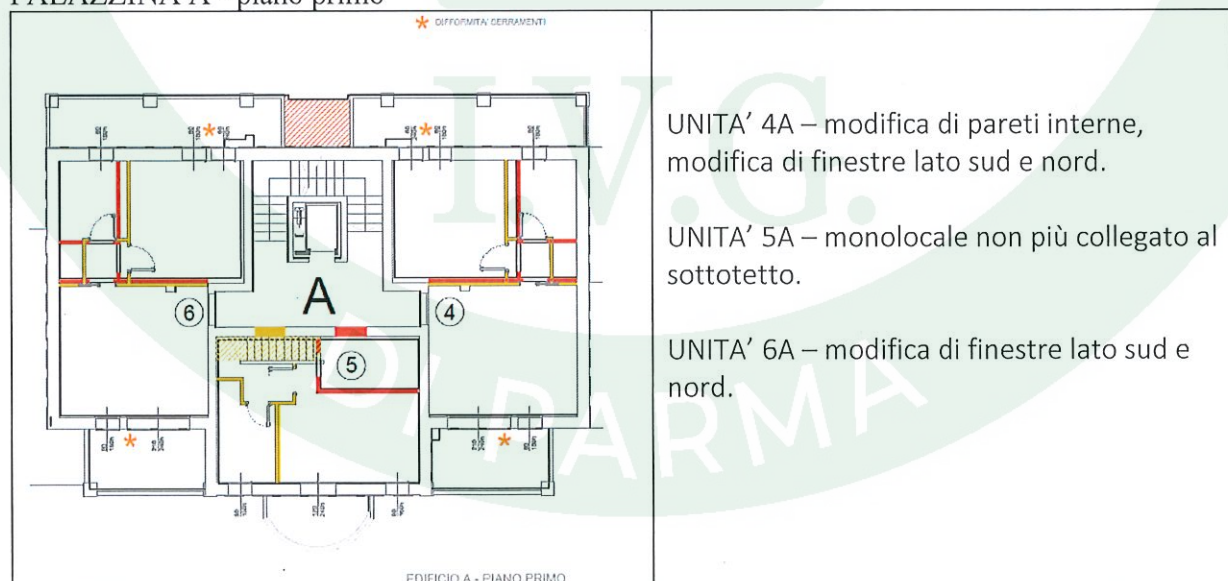 PALAZZINA A - piano primo
* DIFFORMITA' SERRAMENTI
A
6
4
5
EDIFICIO A - PIANO PRIMO
UNITA' 4A – modifica di pareti interne,
modifica di finestre lato sud e nord.
UNITA' 5A – monolocale non più collegato al
sottotetto.
UNITA' 6A – modifica di finestre lato sud e
nord.
I.V.G.
DI PARMA